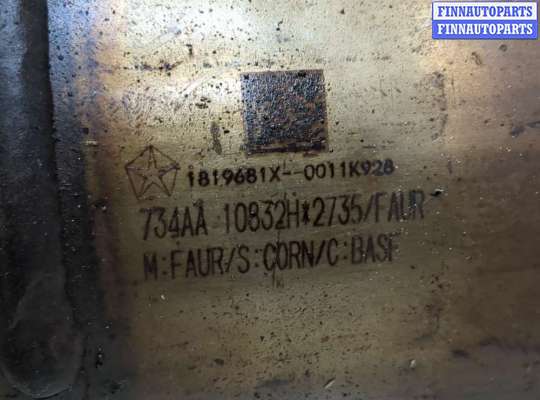 FINNAUTOPARTS
FINNAUTOPARTS
1819681X--0011K928
734AA 10832H*2735/FAUR
M:FAUR/S:CORN/C:BASF